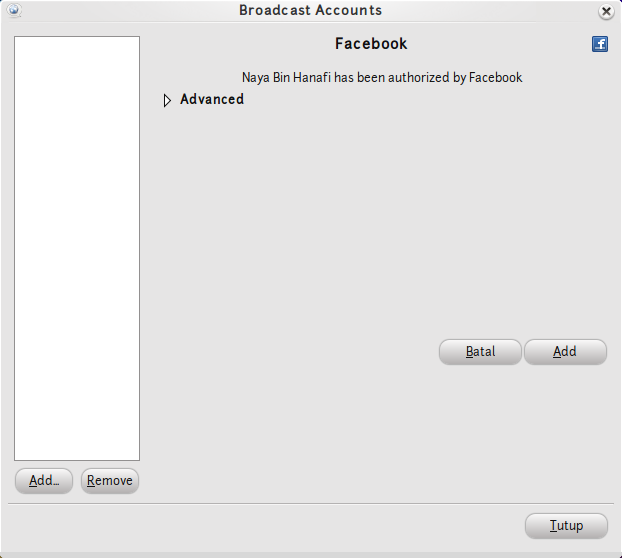 Broadcast Accounts
Facebook
Naya Bin Hanafi has been authorized by Facebook
Advanced
Batal
Add
Add...
Remove
Tutup